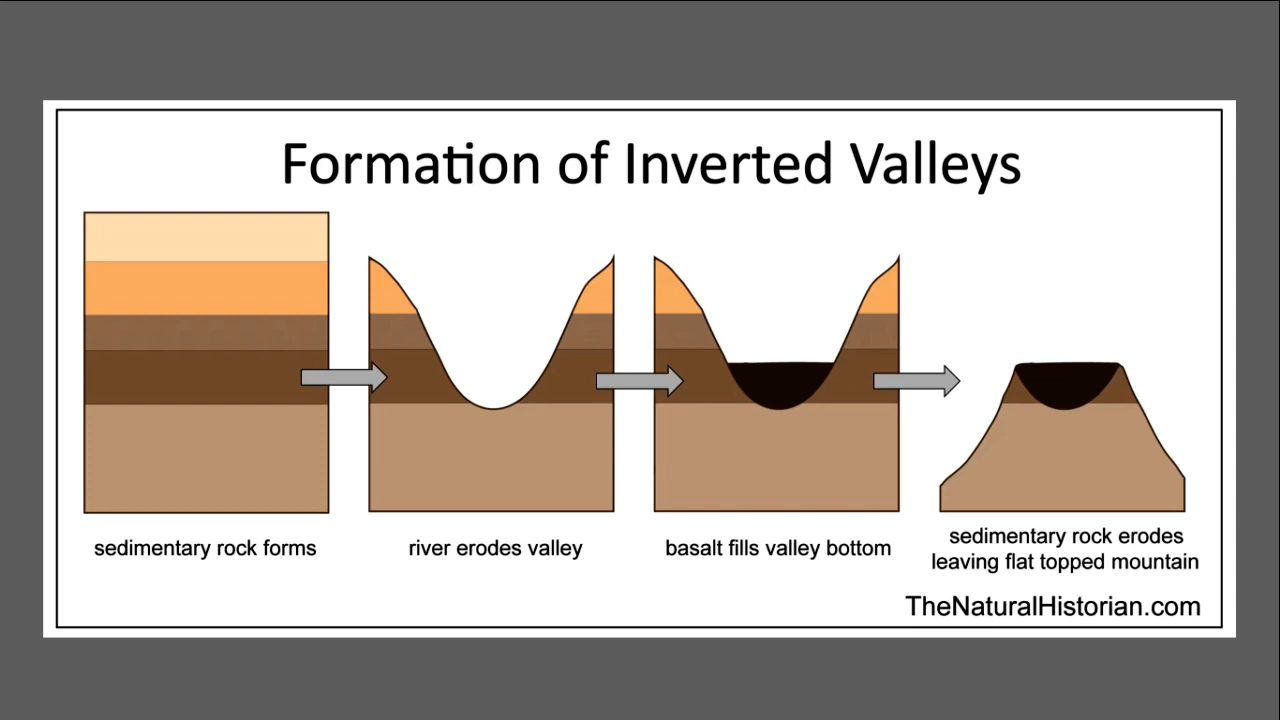 Formation of Inverted Valleys
sedimentary rock forms
river erodes valley
basalt fills valley bottom
sedimentary rock erodes
leaving flat topped mountain
TheNaturalHistorian.com